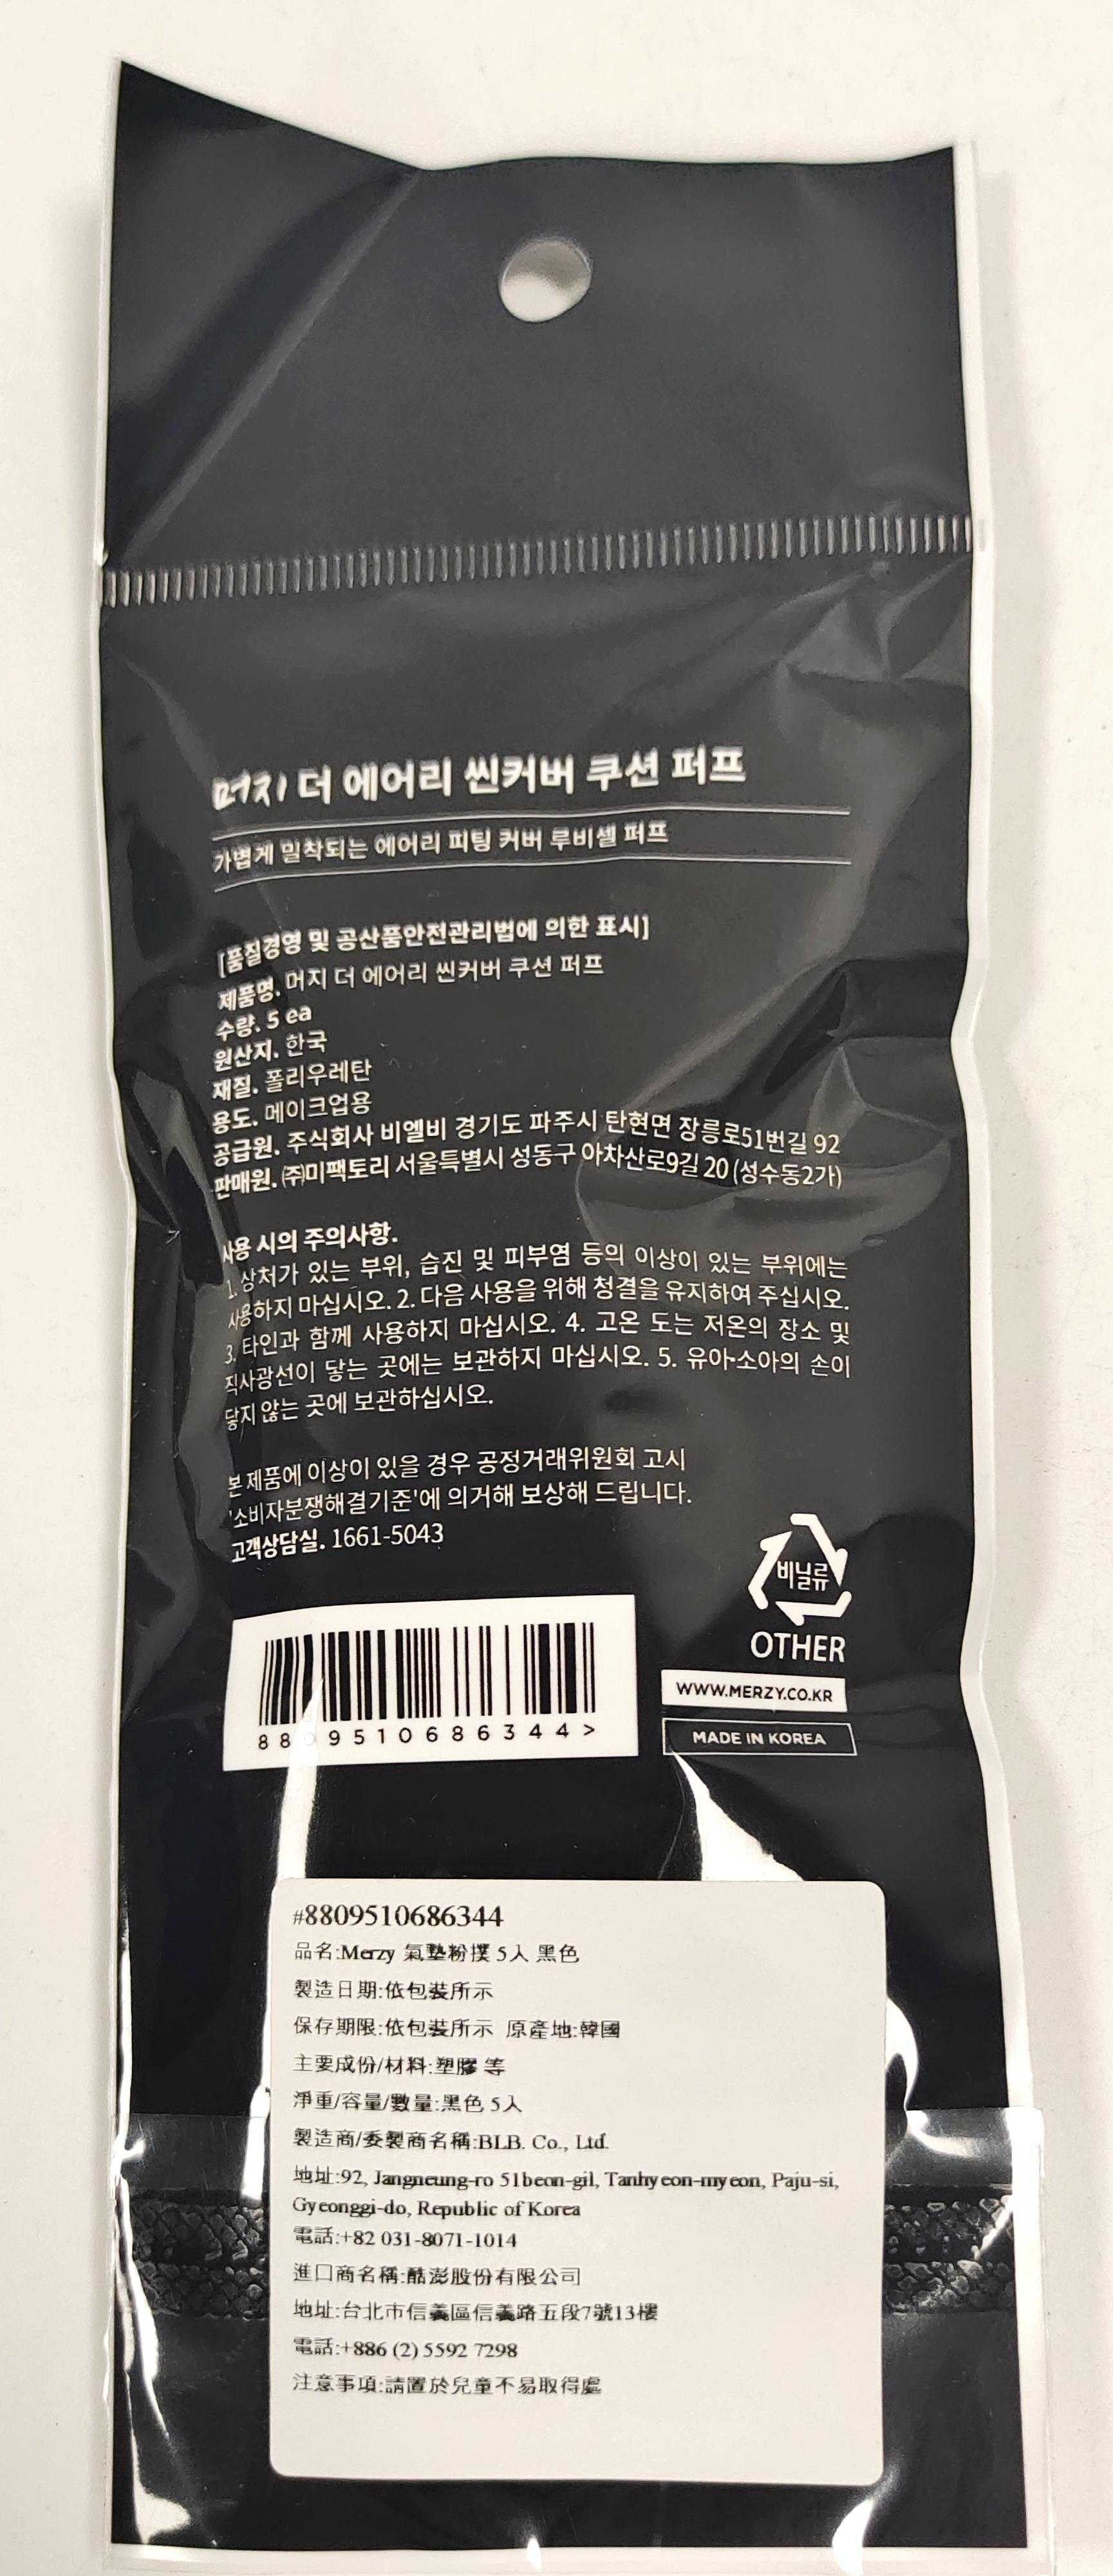 머지 더 에어리 씬커버 쿠션 퍼프
가볍게 밀착되는 에어리 피팅 커버 루비셀 퍼프
[품질경영 및 공산품안전관리법에 의한 표시]
제품명. 머지 더 에어리 씬커버 쿠션 퍼프
수량. 5 ea
원산지. 한국
재질. 폴리우레탄
용도. 메이크업용
공급원. 주식회사 비엘비 경기도 파주시 탄현면 장릉로51번길 92
판매원. ㈜미팩토리 서울특별시 성동구 아차산로9길 20 (성수동2가)
사용 시의 주의사항.
1. 상처가 있는 부위, 습진 및 피부염 등의 이상이 있는 부위에는
사용하지 마십시오. 2. 다음 사용을 위해 청결을 유지하여 주십시오.
3. 타인과 함께 사용하지 마십시오. 4. 고온 도는 저온의 장소 및
직사광선이 닿는 곳에는 보관하지 마십시오. 5. 유아·소아의 손이
닿지 않는 곳에 보관하십시오.
본 제품에 이상이 있을 경우 공정거래위원회 고시
'소비자분쟁해결기준'에 의거해 보상해 드립니다.
고객상담실. 1661-5043
비닐류
OTHER
8809510686344>
WWW.MERZY.CO.KR
MADE IN KOREA
#8809510686344
品名:Merzy 氣墊粉撲 5入 黑色
製造日期:依包裝所示
保存期限:依包裝所示 原產地:韓國
主要成份/材料:塑膠 等
淨重/容量/數量:黑色 5入
製造商/委製商名稱:BLB. Co., Ltd.
地址:92, Jangneung-ro 51beon-gil, Tanhyeon-myeon, Paju-si,
Gyeonggi-do, Republic of Korea
電話:+82 031-8071-1014
進口商名稱:酷澎股份有限公司
地址:台北市信義區信義路五段7號13樓
電話:+886 (2) 5592 7298
注意事項:請置於兒童不易取得處